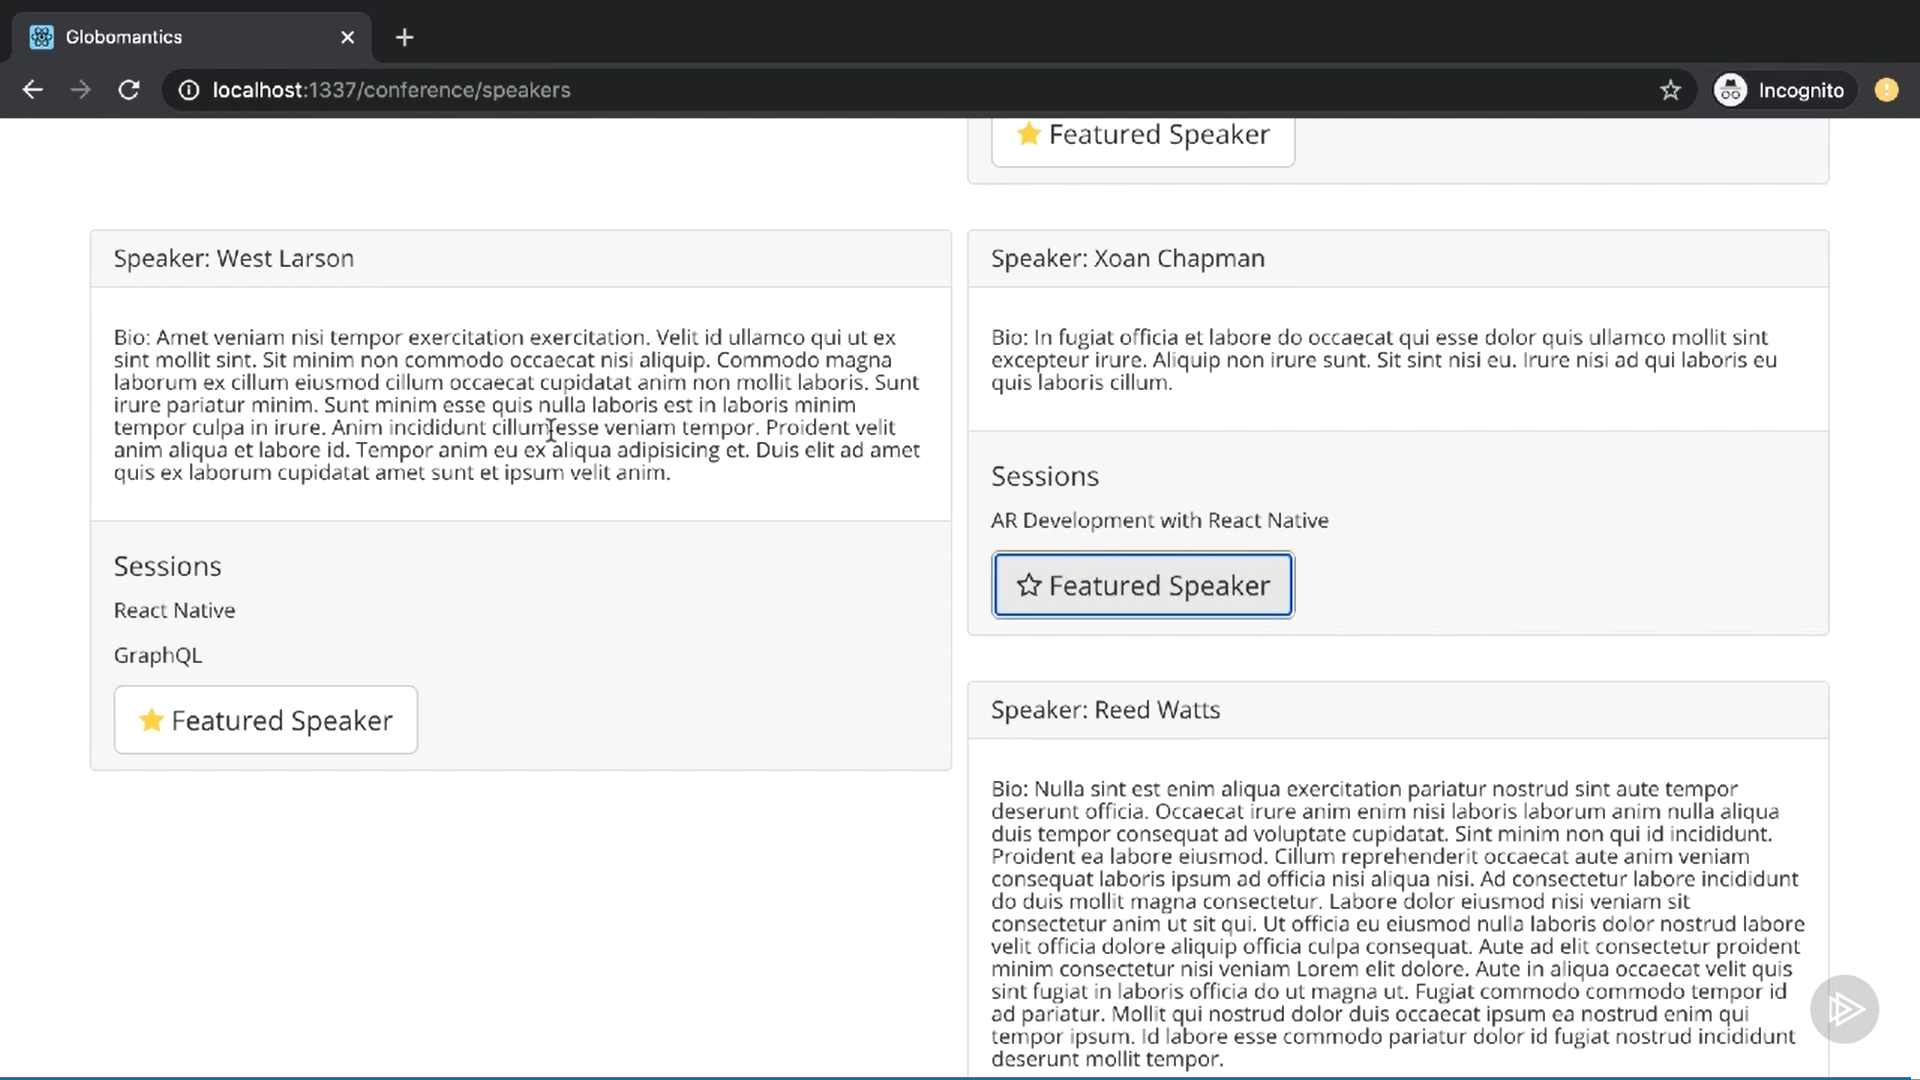 Globomantics
localhost:1337/conference/speakers
Incognito
Featured Speaker
Speaker: West Larson
Bio: Amet veniam nisi tempor exercitation exercitation. Velit id ullamco qui ut ex
sint mollit sint. Sit minim non commodo occaecat nisi aliquip. Commodo magna
laborum ex cillum eiusmod cillum occaecat cupidatat anim non mollit laboris. Sunt
irure pariatur minim. Sunt minim esse quis nulla laboris est in laboris minim
tempor culpa in irure. Anim incididunt cillum esse veniam tempor. Proident velit
anim aliqua et labore id. Tempor anim eu ex aliqua adipisicing et. Duis elit ad amet
quis ex laborum cupidatat amet sunt et ipsum velit anim.
Sessions
React Native
GraphQL
Featured Speaker
Speaker: Xoan Chapman
Bio: In fugiat officia et labore do occaecat qui esse dolor quis ullamco mollit sint
excepteur irure. Aliquip non irure sunt. Sit sint nisi eu. Irure nisi ad qui laboris eu
quis laboris cillum.
Sessions
AR Development with React Native
Featured Speaker
Speaker: Reed Watts
Bio: Nulla sint est enim aliqua exercitation pariatur nostrud sint aute tempor
deserunt officia. Occaecat irure anim enim nisi laboris laborum anim nulla aliqua
duis tempor consequat ad voluptate cupidatat. Sint minim non qui id incididunt.
Proident ea labore eiusmod. Cillum reprehenderit occaecat aute anim veniam
consequat laboris ipsum ad officia nisi aliqua nisi. Ad consectetur labore incididunt
do duis mollit magna consectetur. Labore dolor eiusmod nisi veniam sit
consectetur anim ut sit qui. Ut officia eu eiusmod nulla laboris dolor nostrud labore
velit officia dolore aliquip officia culpa consequat. Aute ad elit consectetur proident
minim consectetur nisi veniam Lorem elit dolore. Aute in aliqua occaecat velit quis
sint fugiat in laboris officia do ut magna ut. Fugiat commodo commodo tempor id
ad pariatur. Mollit qui nostrud dolor duis occaecat ipsum ea nostrud enim qui
tempor ipsum. Id labore esse commodo pariatur dolor id fugiat nostrud incididunt
deserunt mollit tempor.